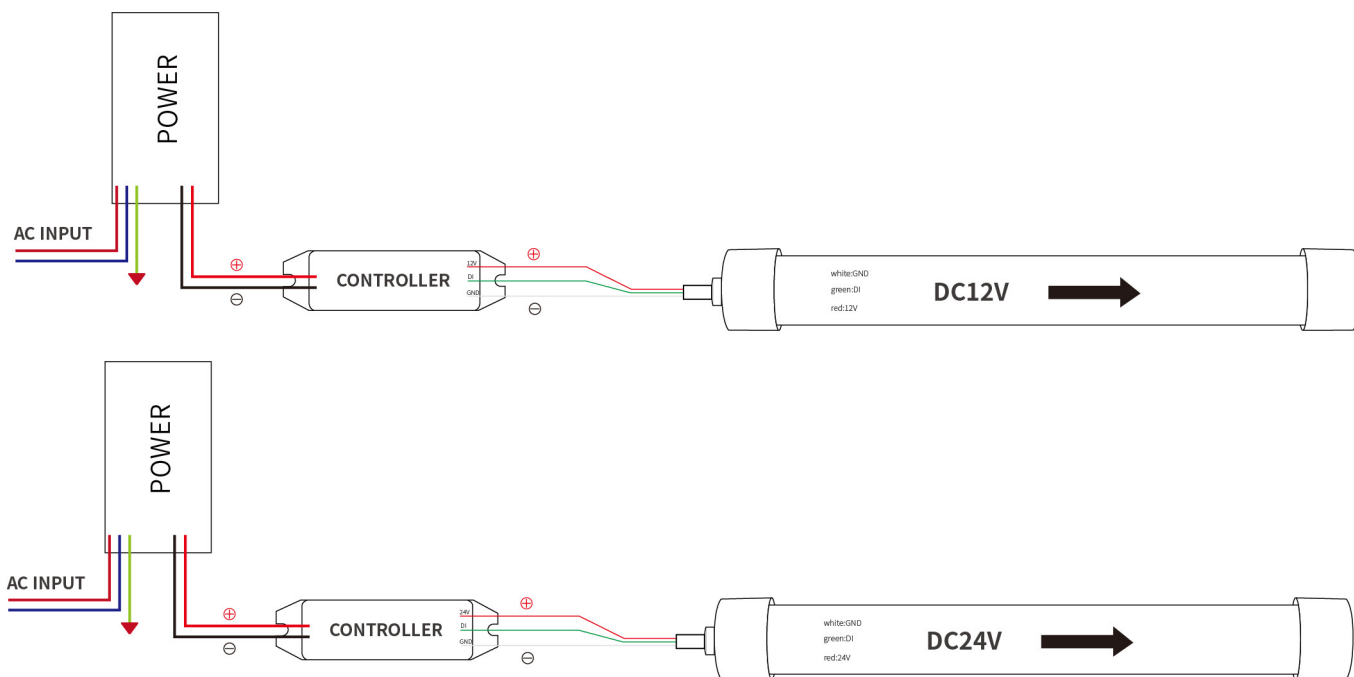 POWER
AC INPUT
⊕
⊖
CONTROLLER
12V
DI
GND
⊕
⊖
white:GND
green:DI
red:12V
DC12V
POWER
AC INPUT
⊕
⊖
CONTROLLER
24V
DI
GND
⊕
⊖
white:GND
green:DI
red:24V
DC24V